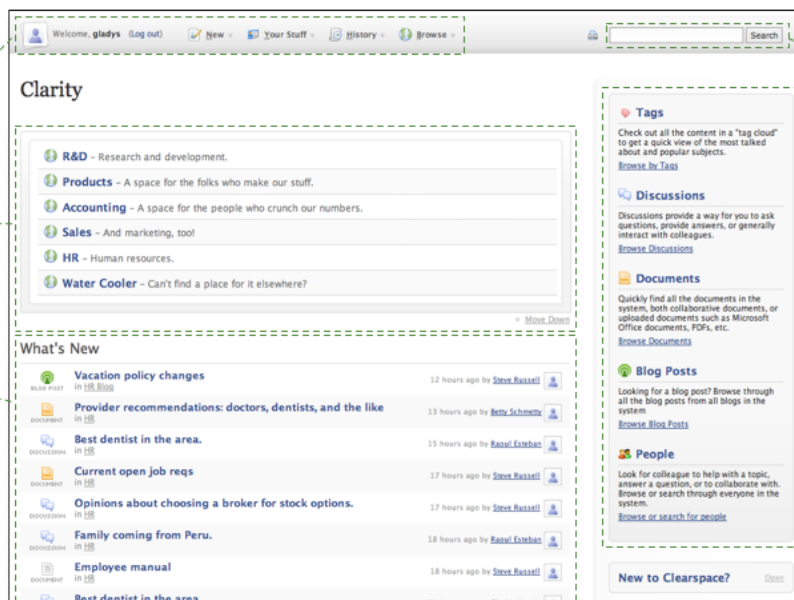 Welcome, gladys (Log out) New Your Stuff History Browse Search
Clarity
R&D – Research and development.
Products – A space for the folks who make our stuff.
Accounting – A space for the people who crunch our numbers.
Sales – And marketing, too!
HR – Human resources.
Water Cooler – Can't find a place for it elsewhere?
Move Down
What's New
Vacation policy changes
BLOG POST in HR Blog 12 hours ago by Steve Russell
Provider recommendations: doctors, dentists, and the like
DOCUMENT in HR 13 hours ago by Betty Schmetty
Best dentist in the area.
DISCUSSION in HR 15 hours ago by Raoul Esteban
Current open job reqs
DOCUMENT in HR 17 hours ago by Steve Russell
Opinions about choosing a broker for stock options.
DISCUSSION in HR 17 hours ago by Steve Russell
Family coming from Peru.
DISCUSSION in HR 18 hours ago by Raoul Esteban
Employee manual
DOCUMENT in HR 18 hours ago by Steve Russell
Best dentist in the area
Tags
Check out all the content in a "tag cloud"
to get a quick view of the most talked
about and popular subjects.
Browse by Tags
Discussions
Discussions provide a way for you to ask
questions, provide answers, or generally
interact with colleagues.
Browse Discussions
Documents
Quickly find all the documents in the
system, both collaborative documents, or
uploaded documents such as Microsoft
Office documents, PDFs, etc.
Browse Documents
Blog Posts
Looking for a blog post? Browse through
all the blog posts from all blogs in the
system
Browse Blog Posts
People
Look for colleague to help with a topic,
answer a question, or to collaborate with.
Browse or search through everyone in the
system.
Browse or search for people
New to Clearspace? Open